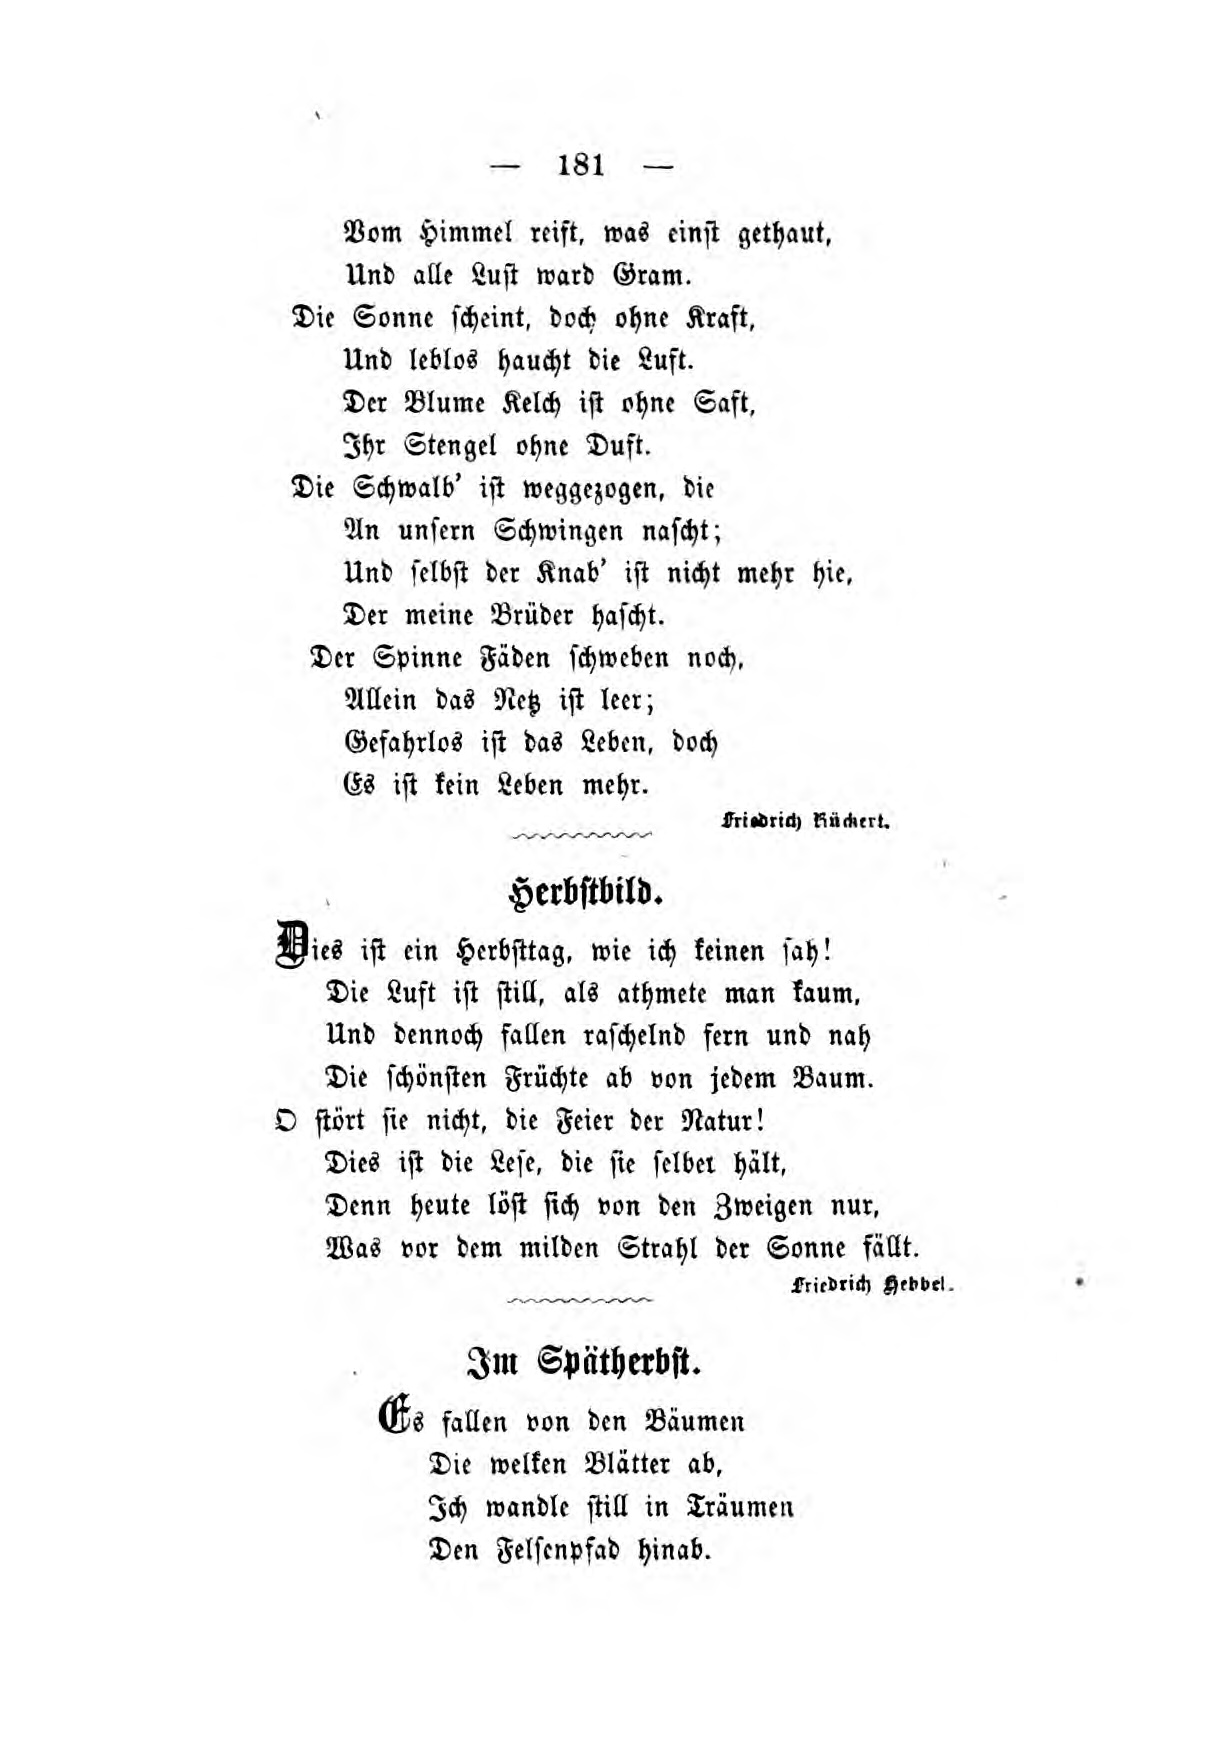 — 181 —
Vom Himmel reift, was einſt gethaut,
Und alle Luſt ward Gram.
Die Sonne ſcheint, doch ohne Kraft,
Und leblos haucht die Luft.
Der Blume Kelch iſt ohne Saft,
Ihr Stengel ohne Duft.
Die Schwalb’ iſt weggezogen, die
An unſern Schwingen naſcht;
Und ſelbſt der Knab’ iſt nicht mehr hie,
Der meine Brüder haſcht.
Der Spinne Fäden ſchweben noch,
Allein das Netz iſt leer;
Gefahrlos iſt das Leben, doch
Es iſt kein Leben mehr.
Friedrich Rückert.
Herbſtbild.
Dies iſt ein Herbſttag, wie ich keinen ſah!
Die Luft iſt ſtill, als athmete man kaum,
Und dennoch fallen raſchelnd fern und nah
Die ſchönſten Früchte ab von jedem Baum.
O ſtört ſie nicht, die Feier der Natur!
Dies iſt die Leſe, die ſie ſelber hält,
Denn heute löſt ſich von den Zweigen nur,
Was vor dem milden Strahl der Sonne fällt.
Friedrich Hebbel.
Im Spätherbſt.
Es fallen von den Bäumen
Die welken Blätter ab,
Ich wandle ſtill in Träumen
Den Felſenpfad hinab.